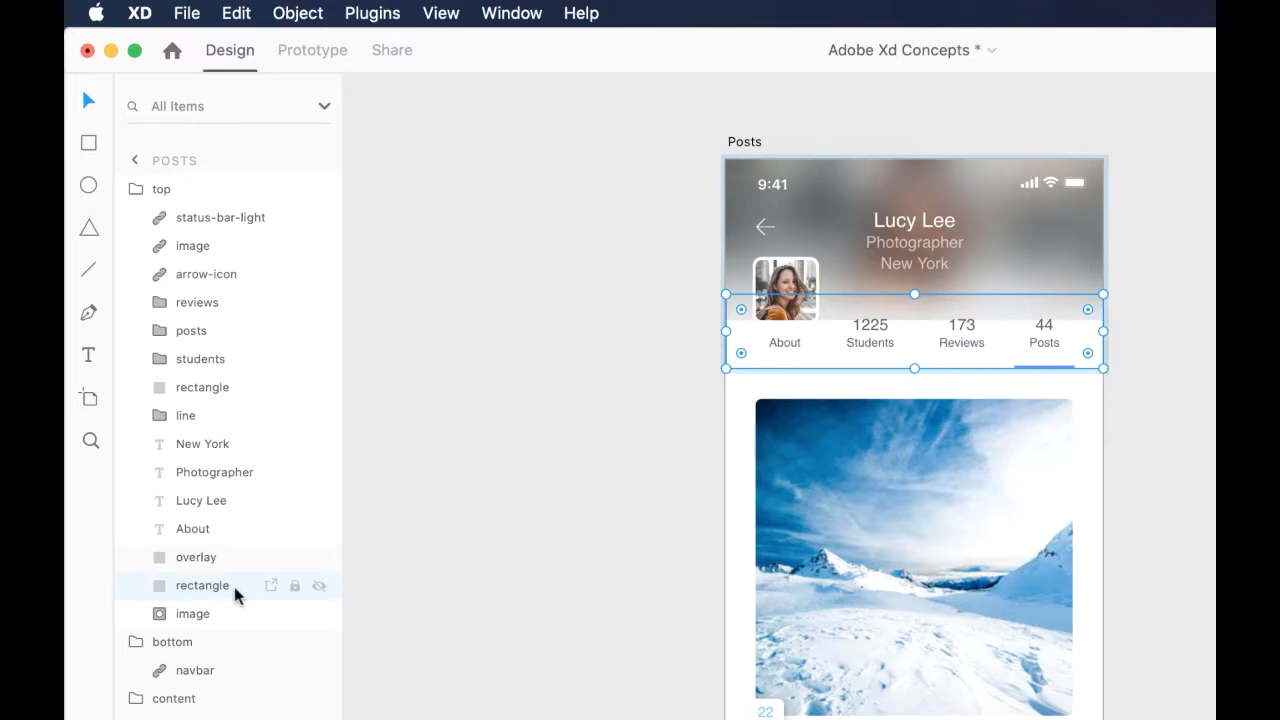 XD File Edit Object Plugins View Window Help
Design Prototype Share
Adobe Xd Concepts *
All Items
POSTS
top
status-bar-light
image
arrow-icon
reviews
posts
students
rectangle
line
New York
Photographer
Lucy Lee
About
overlay
rectangle
image
bottom
navbar
content
Posts
9:41
Lucy Lee
Photographer
New York
1225 173 44
About Students Reviews Posts
22